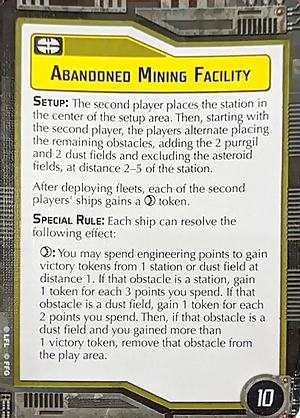 ABANDONED MINING FACILITY
SETUP: The second player places the station in
the center of the setup area. Then, starting with
the second player, the players alternate placing
the remaining obstacles, adding the 2 purrgil
and 2 dust fields and excluding the asteroid
fields, at distance 2–5 of the station.
After deploying fleets, each of the second
players' ships gains a token.
SPECIAL RULE: Each ship can resolve the
following effect:
: You may spend engineering points to gain
victory tokens from 1 station or dust field at
distance 1. If that obstacle is a station, gain
1 token for each 3 points you spend. If that
obstacle is a dust field, gain 1 token for each
2 points you spend. Then, if that obstacle is a
dust field and you gained more than
1 victory token, remove that obstacle from
the play area.
© LFL © FFG
10